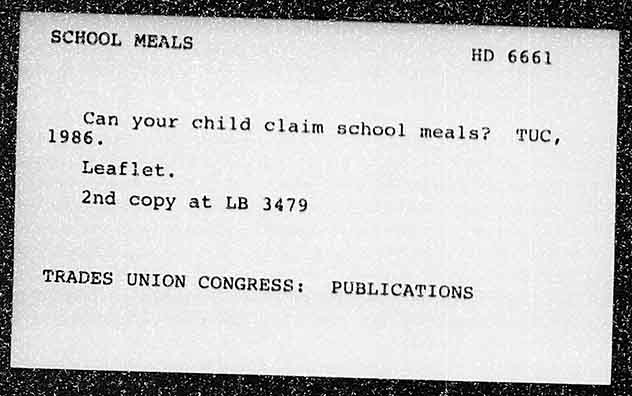 SCHOOL MEALS
HD 6661
Can your child claim school meals? TUC,
1986.
Leaflet.
2nd copy at LB 3479
TRADES UNION CONGRESS: PUBLICATIONS